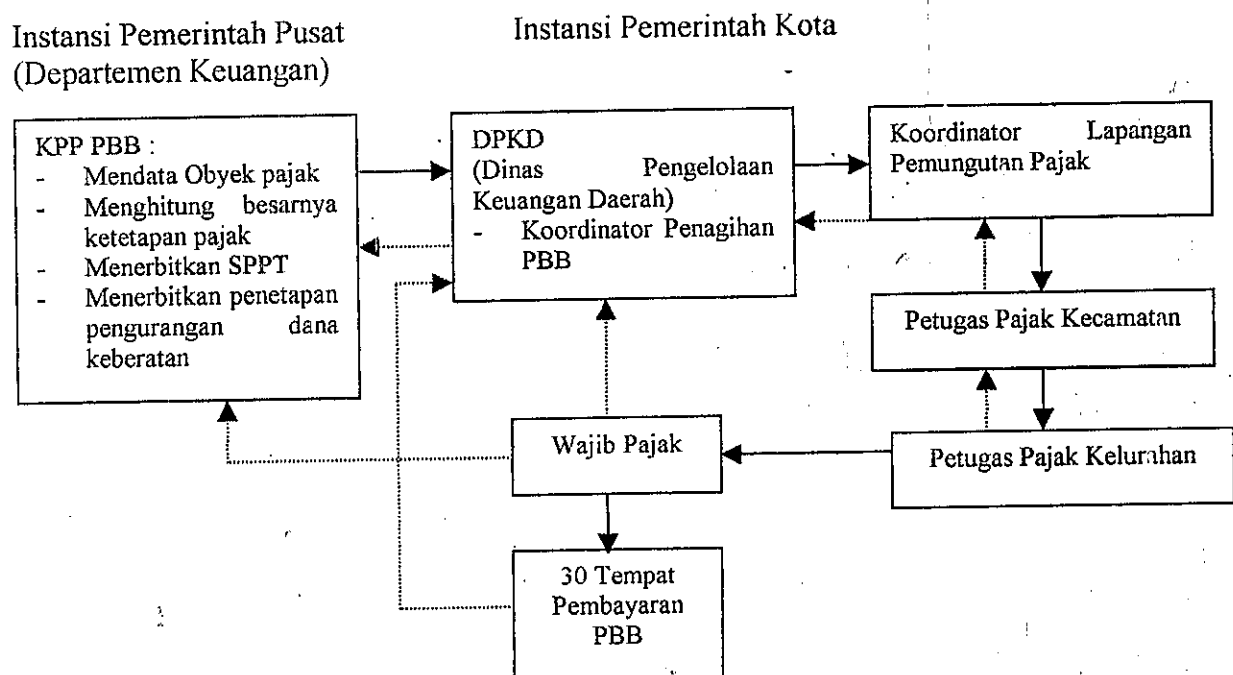 Instansi Pemerintah Pusat
(Departemen Keuangan)
Instansi Pemerintah Kota
KPP PBB :
- Mendata Obyek pajak
- Menghitung besarnya
ketetapan pajak
- Menerbitkan SPPT
- Menerbitkan penetapan
pengurangan dana
keberatan
DPKD
(Dinas Pengelolaan
Keuangan Daerah)
- Koordinator Penagihan
PBB
Koordinator Lapangan
Pemungutan Pajak
Petugas Pajak Kecamatan
Petugas Pajak Kelurahan
Wajib Pajak
30 Tempat
Pembayaran
PBB